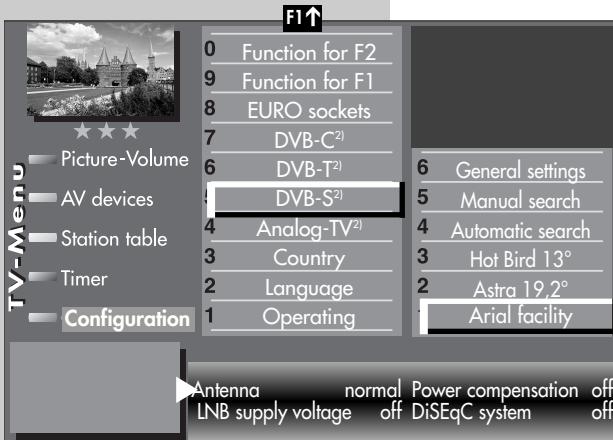 F1↑
TV-Menu
Picture-Volume
AV devices
Station table
Timer
Configuration
0 Function for F2
9 Function for F1
8 EURO sockets
7 DVB-C2)
6 DVB-T2)
5 DVB-S2)
4 Analog-TV2)
3 Country
2 Language
1 Operating
6 General settings
5 Manual search
4 Automatic search
3 Hot Bird 13°
2 Astra 19,2°
Arial facility
Antenna normal Power compensation off
LNB supply voltage off DiSEqC system off